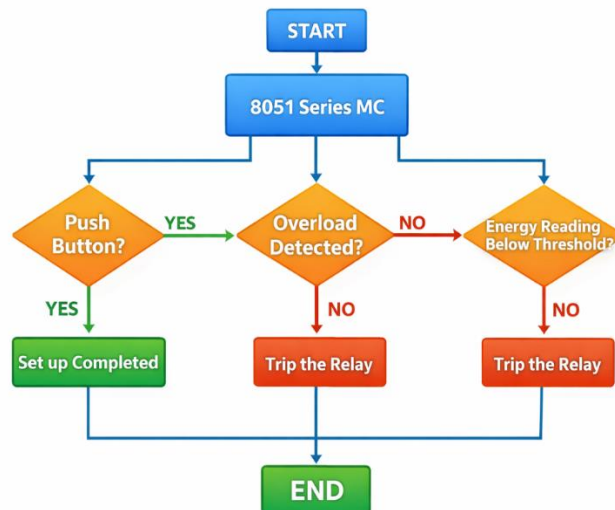 START
8051 Series MC
Push
Button?
YES
Overload
Detected?
NO
Energy Reading
Below Threshold?
YES
NO
NO
Set up Completed
Trip the Relay
Trip the Relay
END